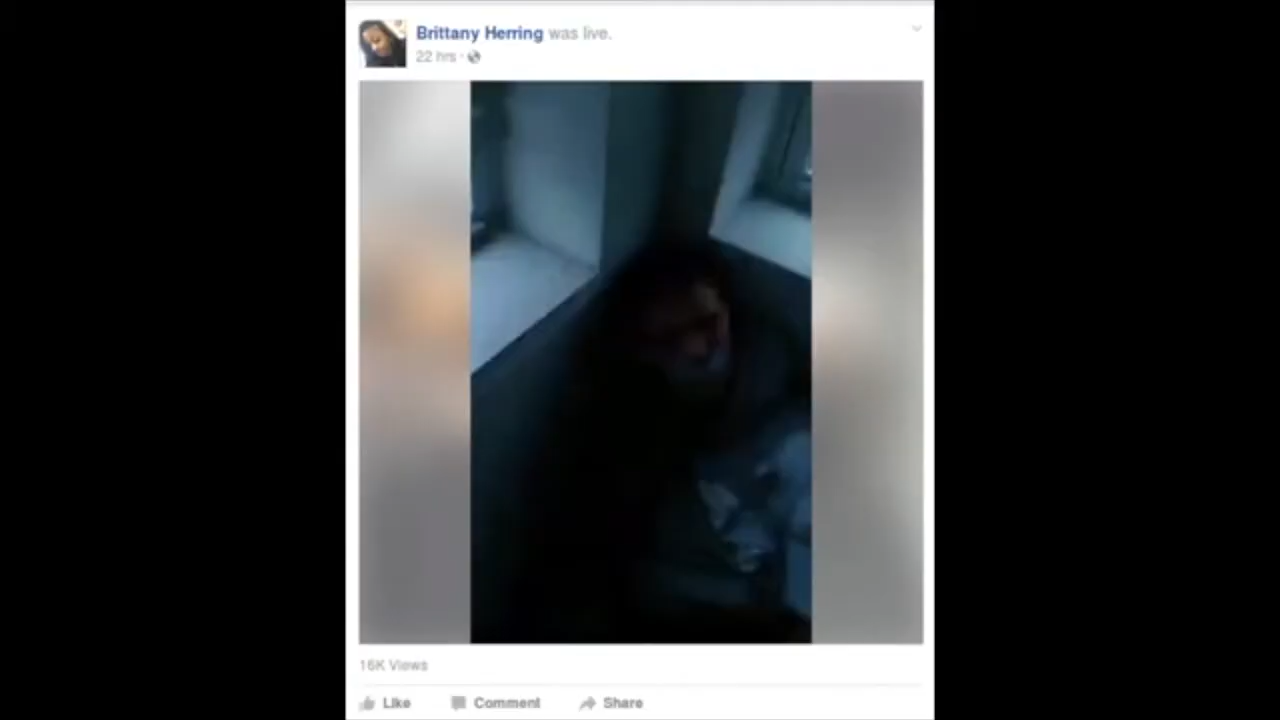 Brittany Herring was live.
22 hrs ·
16K Views
Like Comment Share